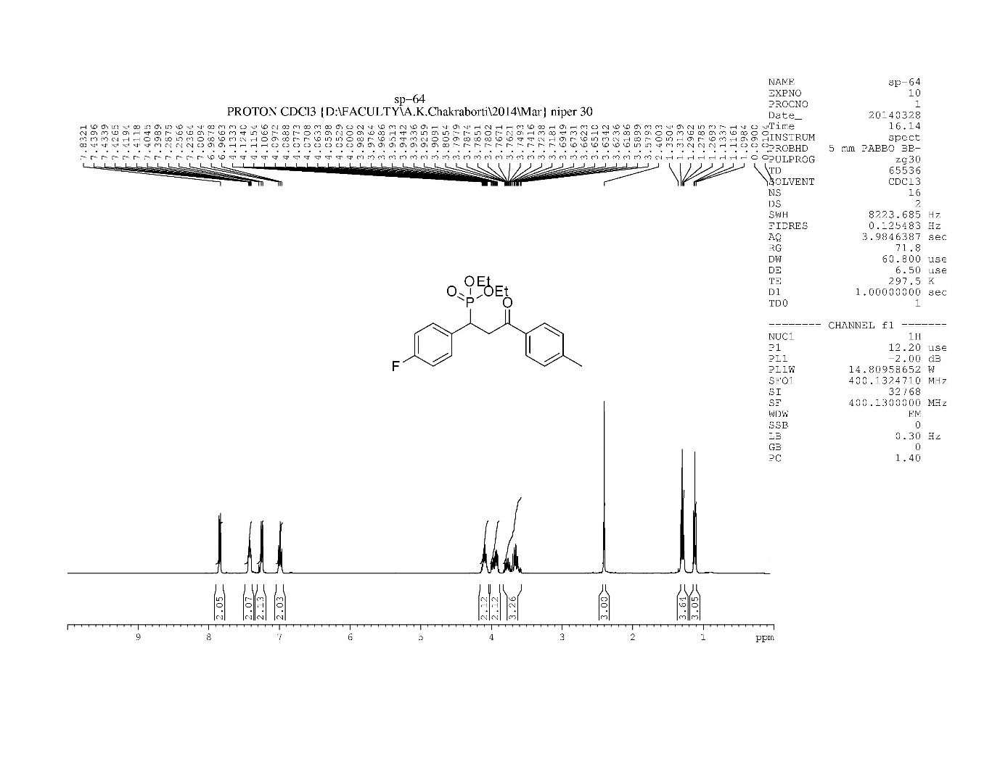 sp-64
PROTON CDCl3 {D:\FACULTY\A.K.Chakraborti\2014\Mar} niper 30
7.8321
7.4396
7.4339
7.4265
7.4194
7.4118
7.4045
7.3989
7.2875
7.2566
7.2364
7.0094
6.9878
6.9663
4.1333
4.1240
4.1154
4.1066
4.0972
4.0888
4.0773
4.0708
4.0633
4.0598
4.0529
4.0000
3.9892
3.9764
3.9686
3.9513
3.9442
3.9336
3.9259
3.9091
3.8054
3.7979
3.7874
3.7851
3.7802
3.7671
3.7621
3.7493
3.7416
3.7238
3.7181
3.6949
3.6731
3.6623
3.6510
3.6342
3.6236
3.6186
3.5899
3.5793
2.4003
1.3504
1.3139
1.2962
1.2785
1.2693
1.1337
1.1161
1.0984
0.0900
0.0104
NAME sp-64
EXPNO 10
PROCNO 1
Date_ 20140328
Time 16.14
INSTRUM spect
PROBHD 5 mm PABBO BB-
PULPROG zg30
TD 65536
SOLVENT CDCl3
NS 16
DS 2
SWH 8223.685 Hz
FIDRES 0.125483 Hz
AQ 3.9846387 sec
RG 71.8
DW 60.800 use
DE 6.50 use
TE 297.5 K
D1 1.00000000 sec
TD0 1
-------- CHANNEL f1 -------
NUC1 1H
P1 12.20 use
PL1 -2.00 dB
PL1W 14.80958652 W
SFO1 400.1324710 MHz
SI 32768
SF 400.1300000 MHz
WDW EM
SSB 0
LB 0.30 Hz
GB 0
PC 1.40
OEt
O
OEt
P
O
F
2.05
2.07
2.13
2.03
2.12
2.12
3.26
3.00
3.64
3.05
9 8 7 6 5 4 3 2 1 ppm